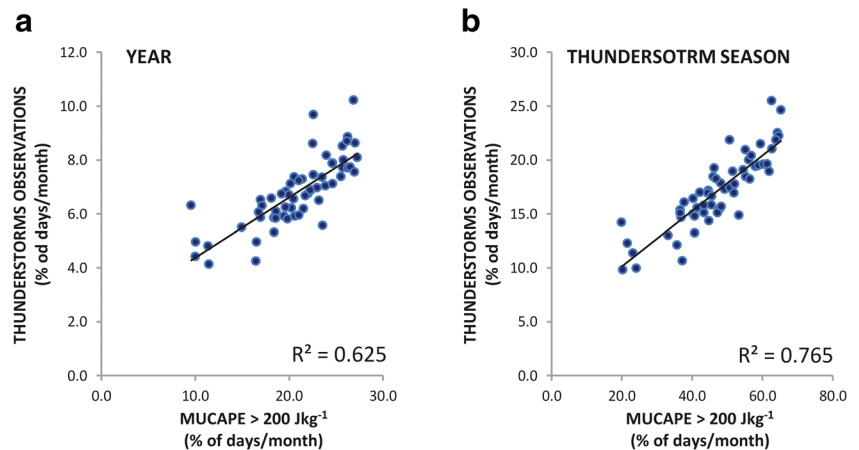 a
YEAR
THUNDERSTORMS OBSERVATIONS
(% od days/month)
12.0
10.0
8.0
6.0
4.0
2.0
0.0
R² = 0.625
0.0 10.0 20.0 30.0
MUCAPE > 200 Jkg⁻¹
(% of days/month)
b
THUNDERSOTRM SEASON
THUNDERSTORMS OBSERVATIONS
(% od days/month)
30.0
25.0
20.0
15.0
10.0
5.0
0.0
R² = 0.765
0.0 20.0 40.0 60.0 80.0
MUCAPE > 200 Jkg⁻¹
(% of days/month)